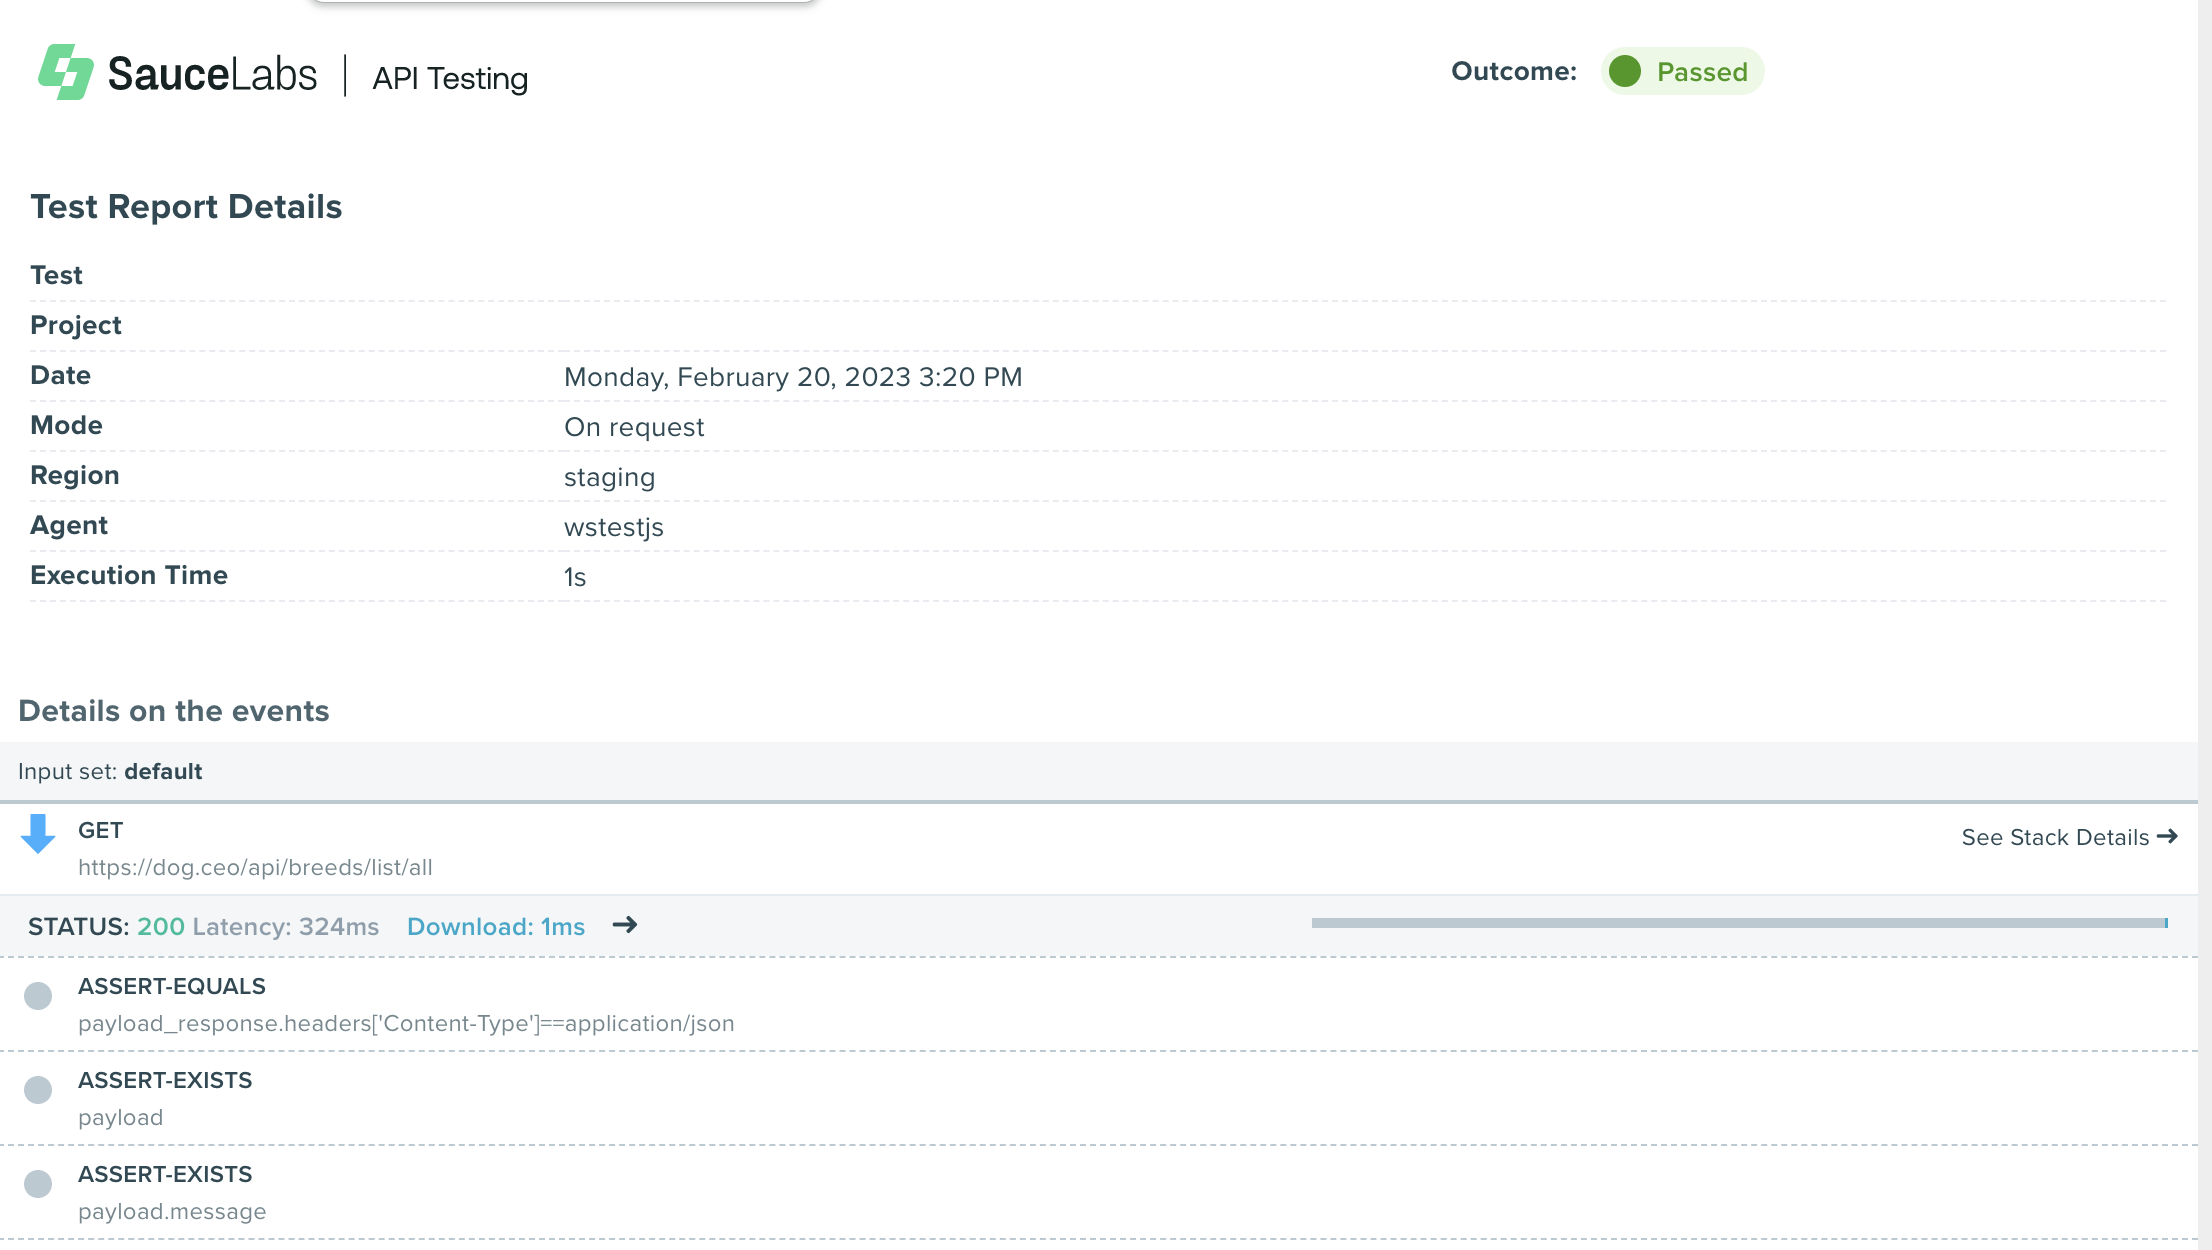 SauceLabs | API Testing
Outcome: Passed
Test Report Details
Test
Project
Date Monday, February 20, 2023 3:20 PM
Mode On request
Region staging
Agent wstestjs
Execution Time 1s
Details on the events
Input set: default
GET
See Stack Details →
https://dog.ceo/api/breeds/list/all
STATUS: 200 Latency: 324ms Download: 1ms →
ASSERT-EQUALS
payload_response.headers['Content-Type']==application/json
ASSERT-EXISTS
payload
ASSERT-EXISTS
payload.message